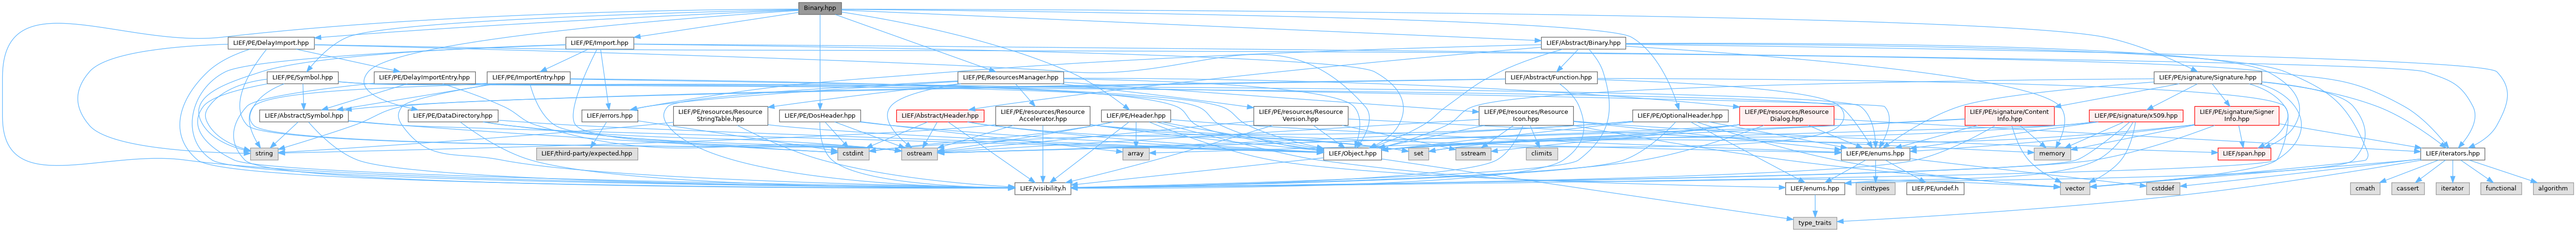 Binary.hpp
LIEF/PE/DelayImport.hpp
LIEF/PE/Import.hpp
LIEF/Abstract/Binary.hpp
LIEF/PE/Symbol.hpp
LIEF/PE/DelayImportEntry.hpp
LIEF/PE/ImportEntry.hpp
LIEF/PE/ResourcesManager.hpp
LIEF/Abstract/Function.hpp
LIEF/PE/signature/Signature.hpp
LIEF/Abstract/Symbol.hpp
LIEF/PE/DataDirectory.hpp
LIEF/errors.hpp
LIEF/PE/resources/Resource
StringTable.hpp
LIEF/PE/DosHeader.hpp
LIEF/Abstract/Header.hpp
LIEF/PE/resources/Resource
Accelerator.hpp
LIEF/PE/Header.hpp
LIEF/PE/resources/Resource
Version.hpp
LIEF/PE/resources/Resource
Icon.hpp
LIEF/PE/OptionalHeader.hpp
LIEF/PE/resources/Resource
Dialog.hpp
LIEF/PE/signature/Content
Info.hpp
LIEF/PE/signature/x509.hpp
LIEF/PE/signature/Signer
Info.hpp
string
LIEF/third-party/expected.hpp
cstdint
ostream
array
LIEF/Object.hpp
set
sstream
climits
LIEF/PE/enums.hpp
memory
LIEF/span.hpp
LIEF/iterators.hpp
LIEF/visibility.h
LIEF/enums.hpp
cinttypes
LIEF/PE/undef.h
vector
cstddef
cmath
cassert
iterator
functional
algorithm
type_traits